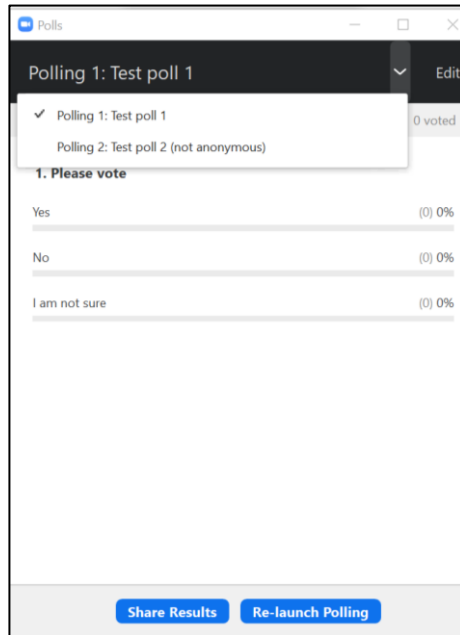 Polls
Polling 1: Test poll 1 Edit
Polling 1: Test poll 1
0 voted
Polling 2: Test poll 2 (not anonymous)
1. Please vote
Yes (0) 0%
No (0) 0%
I am not sure (0) 0%
Share Results Re-launch Polling